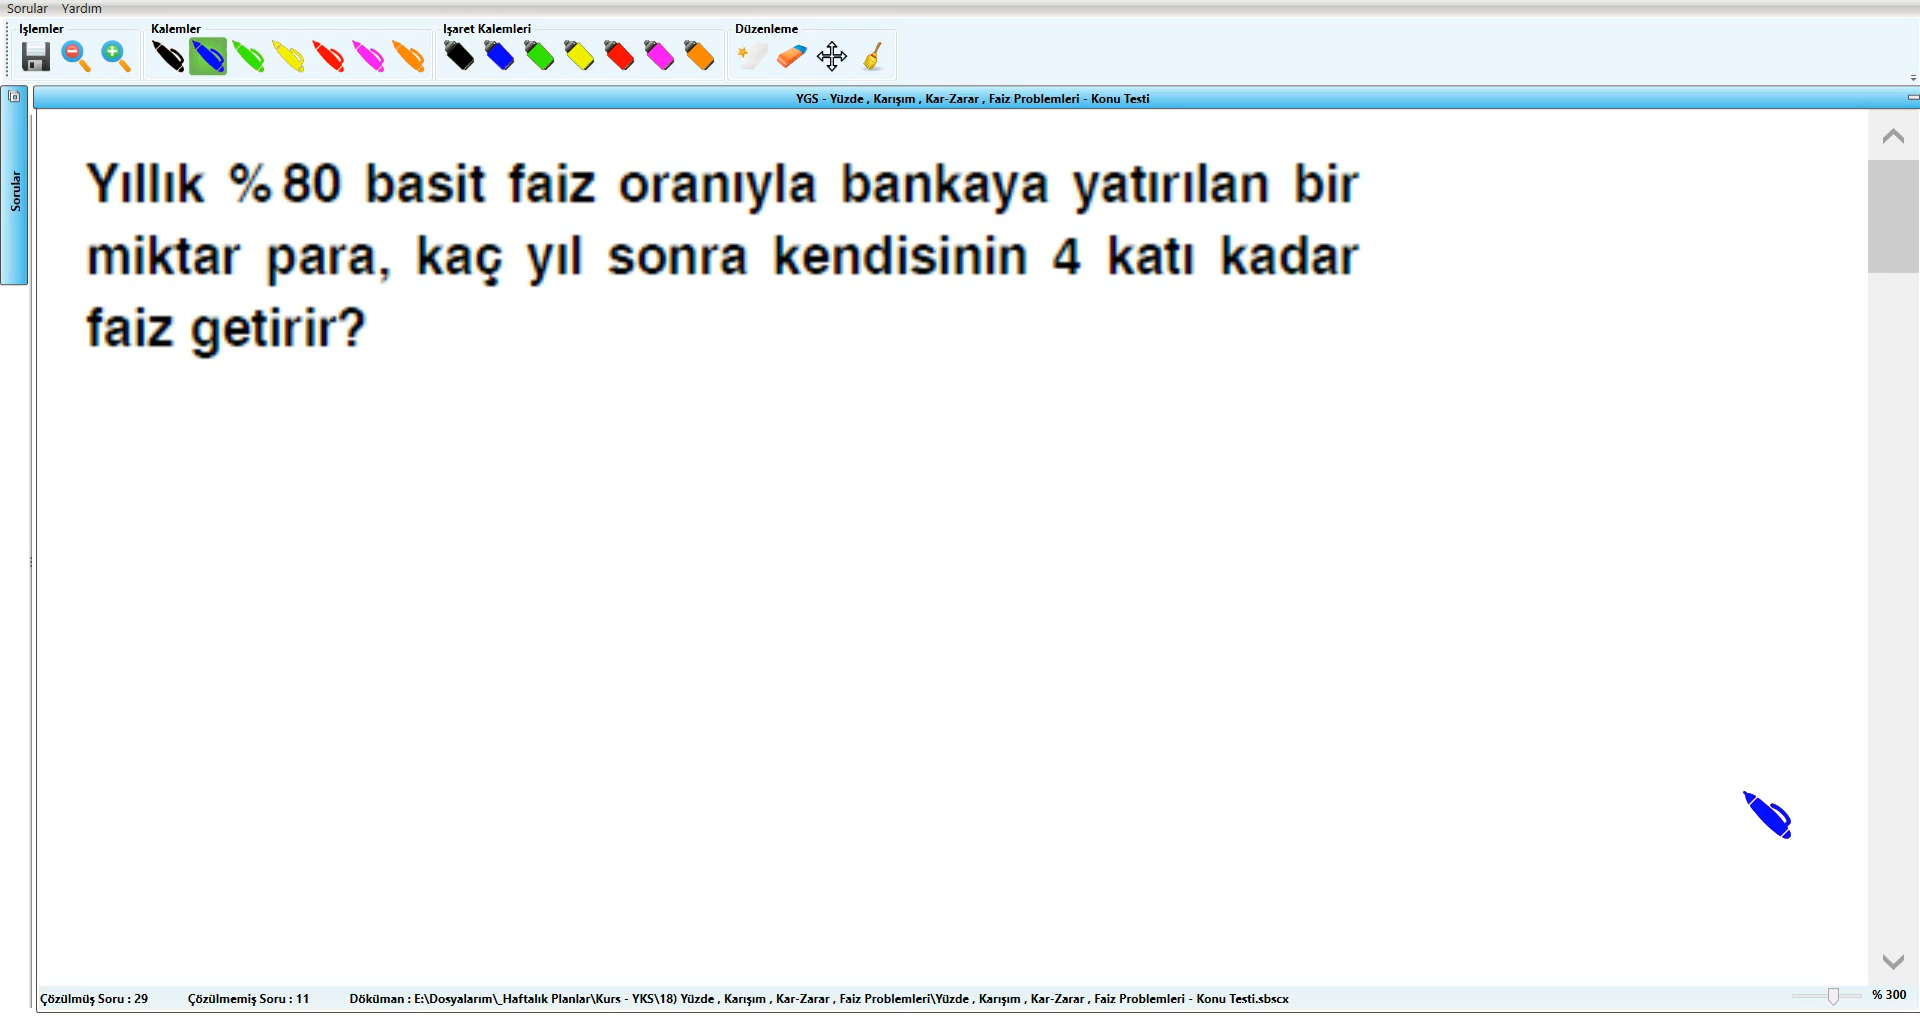 Sorular Yardım
İşlemler Kalemler İşaret Kalemleri Düzenleme
YGS - Yüzde , Karışım , Kar-Zarar , Faiz Problemleri - Konu Testi
Sorular
Yıllık %80 basit faiz oranıyla bankaya yatırılan bir
miktar para, kaç yıl sonra kendisinin 4 katı kadar
faiz getirir?
Çözülmüş Soru : 29 Çözülmemiş Soru : 11 Döküman : E:\Dosyalarım\_Haftalık Planlar\Kurs - YKS\18) Yüzde , Karışım , Kar-Zarar , Faiz Problemleri\Yüzde , Karışım , Kar-Zarar , Faiz Problemleri - Konu Testi.sbscx % 300